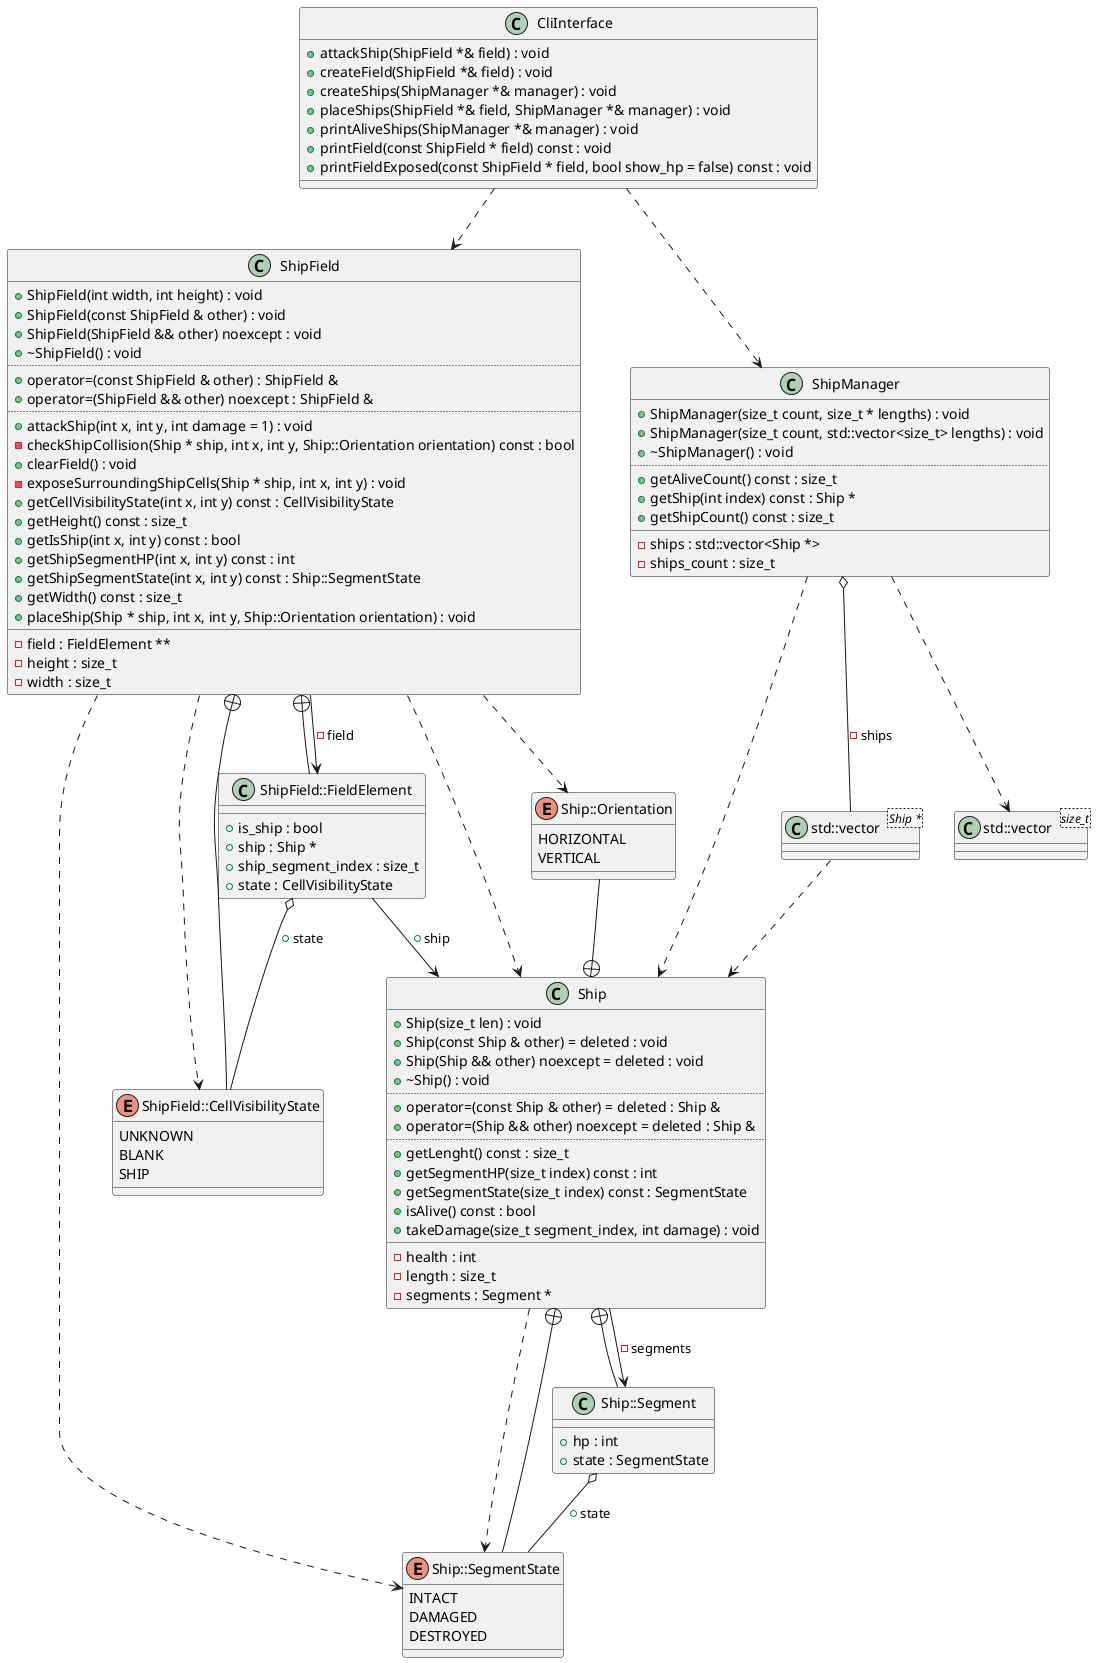 CliInterface
attackShip(ShipField *& field) : void
createField(ShipField *& field) : void
createShips(ShipManager *& manager) : void
placeShips(ShipField *& field, ShipManager *& manager) : void
printAliveShips(ShipManager *& manager) : void
printField(const ShipField * field) const : void
printFieldExposed(const ShipField * field, bool show_hp = false) const : void
ShipField
ShipField(int width, int height) : void
ShipField(const ShipField & other) : void
ShipField(ShipField && other) noexcept : void
~ShipField() : void
operator=(const ShipField & other) : ShipField &
operator=(ShipField && other) noexcept : ShipField &
attackShip(int x, int y, int damage = 1) : void
checkShipCollision(Ship * ship, int x, int y, Ship::Orientation orientation) const : bool
clearField() : void
exposeSurroundingShipCells(Ship * ship, int x, int y) : void
getCellVisibilityState(int x, int y) const : CellVisibilityState
getHeight() const : size_t
getIsShip(int x, int y) const : bool
getShipSegmentHP(int x, int y) const : int
getShipSegmentState(int x, int y) const : Ship::SegmentState
getWidth() const : size_t
placeShip(Ship * ship, int x, int y, Ship::Orientation orientation) : void
field : FieldElement **
height : size_t
width : size_t
ShipManager
ShipManager(size_t count, size_t * lengths) : void
ShipManager(size_t count, std::vector<size_t> lengths) : void
~ShipManager() : void
getAliveCount() const : size_t
getShip(int index) const : Ship *
getShipCount() const : size_t
ships : std::vector<Ship *>
ships_count : size_t
field
ships
ShipField::FieldElement
is_ship : bool
ship : Ship *
ship_segment_index : size_t
state : CellVisibilityState
Ship::Orientation
HORIZONTAL
VERTICAL
std::vector
Ship *
std::vector
size_t
state
ship
Ship
Ship(size_t len) : void
Ship(const Ship & other) = deleted : void
Ship(Ship && other) noexcept = deleted : void
~Ship() : void
operator=(const Ship & other) = deleted : Ship &
operator=(Ship && other) noexcept = deleted : Ship &
getLenght() const : size_t
getSegmentHP(size_t index) const : int
getSegmentState(size_t index) const : SegmentState
isAlive() const : bool
takeDamage(size_t segment_index, int damage) : void
health : int
length : size_t
segments : Segment *
ShipField::CellVisibilityState
UNKNOWN
BLANK
SHIP
segments
Ship::Segment
hp : int
state : SegmentState
state
Ship::SegmentState
INTACT
DAMAGED
DESTROYED